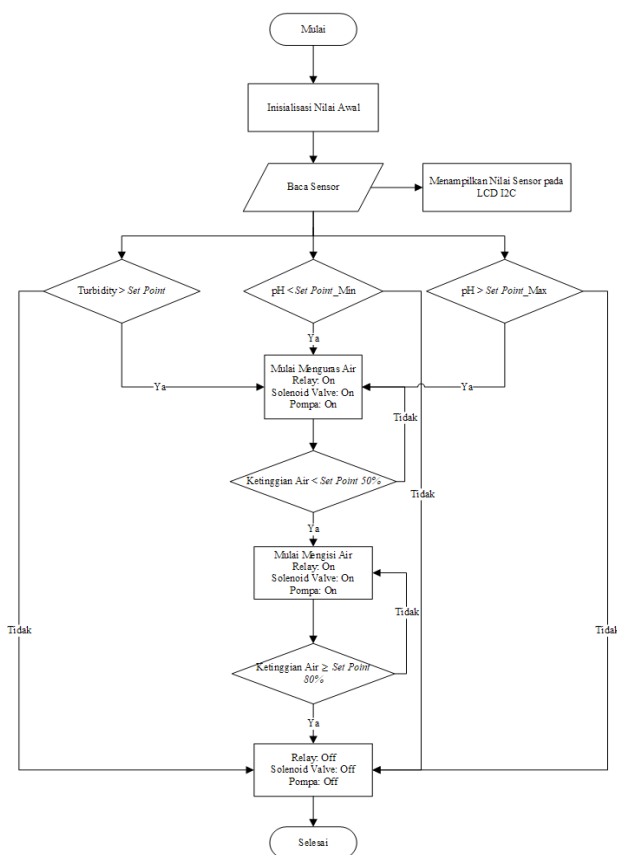 Mulai
Inisialisasi Nilai Awal
Baca Sensor
Menampilkan Nilai Sensor pada
LCD I2C
Turbidity > Set Point
pH < Set Point_Min
pH > Set Point_Max
Ya
Mulai Menguras Air
Relay: On
Solenoid Valve: On
Pompa: On
Ya
Ya
Tidak
Ketinggian Air < Set Point 50%
Tidak
Ya
Mulai Mengisi Air
Relay: On
Solenoid Valve: On
Pompa: On
Tidak
Tidak
Tidak
Ketinggian Air ≥ Set Point
80%
Ya
Relay: Off
Solenoid Valve: Off
Pompa: Off
Selesai